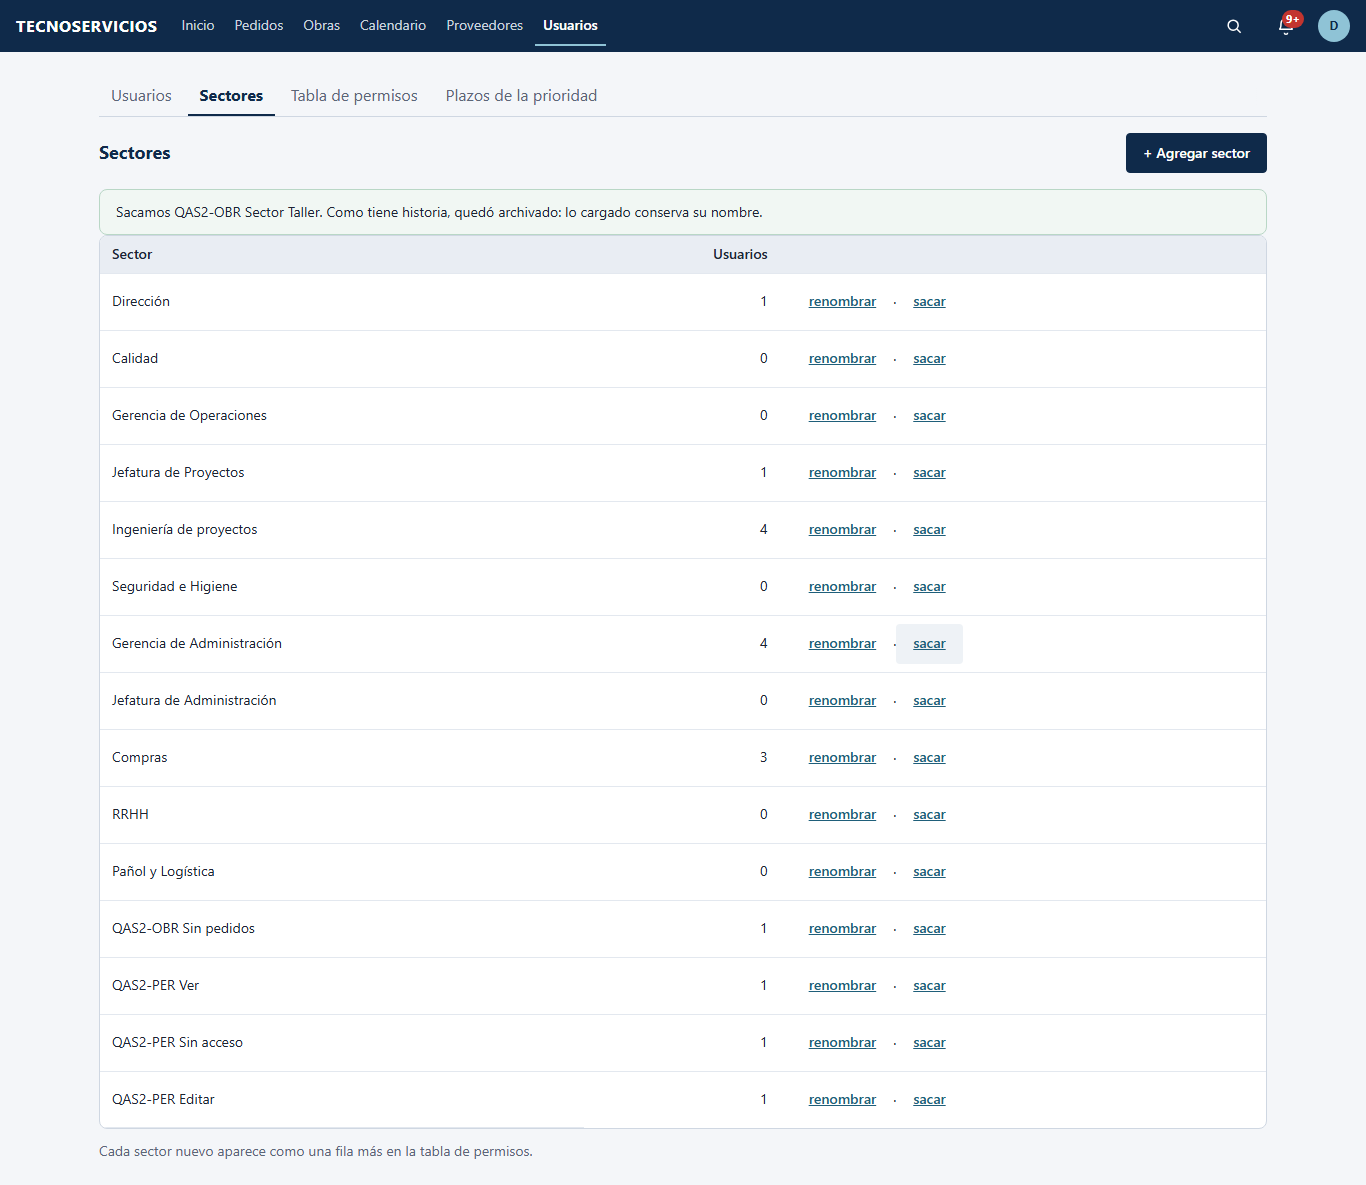 TECNOSERVICIOS Inicio Pedidos Obras Calendario Proveedores Usuarios 9+ D
Usuarios Sectores Tabla de permisos Plazos de la prioridad
Sectores + Agregar sector
Sacamos QAS2-OBR Sector Taller. Como tiene historia, quedó archivado: lo cargado conserva su nombre.
Sector Usuarios
Dirección 1 renombrar · sacar
Calidad 0 renombrar · sacar
Gerencia de Operaciones 0 renombrar · sacar
Jefatura de Proyectos 1 renombrar · sacar
Ingeniería de proyectos 4 renombrar · sacar
Seguridad e Higiene 0 renombrar · sacar
Gerencia de Administración 4 renombrar · sacar
Jefatura de Administración 0 renombrar · sacar
Compras 3 renombrar · sacar
RRHH 0 renombrar · sacar
Pañol y Logística 0 renombrar · sacar
QAS2-OBR Sin pedidos 1 renombrar · sacar
QAS2-PER Ver 1 renombrar · sacar
QAS2-PER Sin acceso 1 renombrar · sacar
QAS2-PER Editar 1 renombrar · sacar
Cada sector nuevo aparece como una fila más en la tabla de permisos.